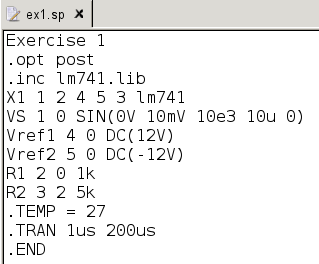 ex1.sp
Exercise 1
.opt post
.inc lm741.lib
X1 1 2 4 5 3 lm741
VS 1 0 SIN(0V 10mV 10e3 10u 0)
Vref1 4 0 DC(12V)
Vref2 5 0 DC(-12V)
R1 2 0 1k
R2 3 2 5k
.TEMP = 27
.TRAN 1us 200us
.END